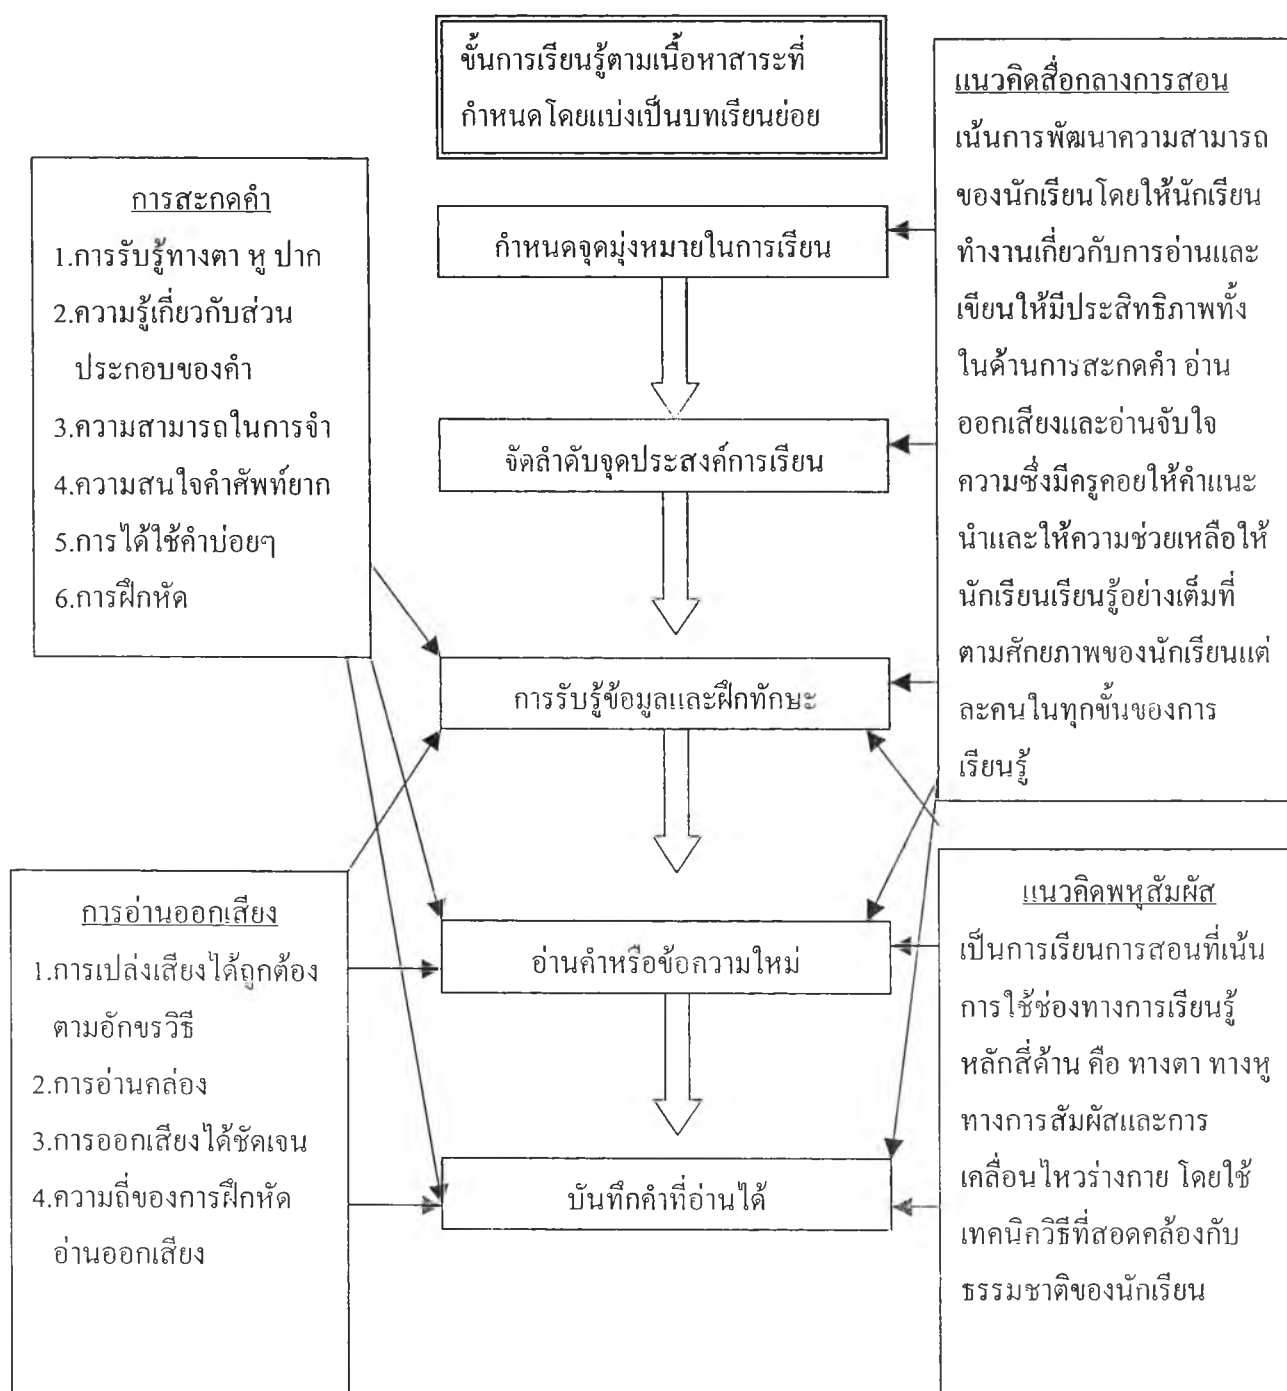 ขั้นการเรียนรู้ตามเนื้อหาสาระที่
กำหนดโดยแบ่งเป็นบทเรียนย่อย
การสะกดคำ
1.การรับรู้ทางตา หู ปาก
2.ความรู้เกี่ยวกับส่วน
ประกอบของคำ
3.ความสามารถในการจำ
4.ความสนใจคำศัพท์ยาก
5.การได้ใช้คำบ่อยๆ
6.การฝึกหัด
กำหนดจุดมุ่งหมายในการเรียน
จัดลำดับจุดประสงค์การเรียน
การรับรู้ข้อมูลและฝึกทักษะ
อ่านคำหรือข้อความใหม่
บันทึกคำที่อ่านได้
แนวคิดสื่อกลางการสอน
เน้นการพัฒนาความสามารถ
ของนักเรียนโดยให้นักเรียน
ทำงานเกี่ยวกับการอ่านและ
เขียนให้มีประสิทธิภาพทั้ง
ในด้านการสะกดคำ อ่าน
ออกเสียงและอ่านจับใจ
ความซึ่งมีครูคอยให้คำแนะ
นำและให้ความช่วยเหลือให้
นักเรียนเรียนรู้อย่างเต็มที่
ตามศักยภาพของนักเรียนแต่
ละคนในทุกขั้นของการ
เรียนรู้
การอ่านออกเสียง
1.การเปล่งเสียงได้ถูกต้อง
ตามอักขรวิธี
2.การอ่านคล่อง
3.การออกเสียงได้ชัดเจน
4.ความถี่ของการฝึกหัด
อ่านออกเสียง
แนวคิดพหุสัมผัส
เป็นการเรียนการสอนที่เน้น
การใช้ช่องทางการเรียนรู้
หลักสี่ด้าน คือ ทางตา ทางหู
ทางการสัมผัสและการ
เคลื่อนไหวร่างกาย โดยใช้
เทคนิควิธีที่สอดคล้องกับ
ธรรมชาติของนักเรียน